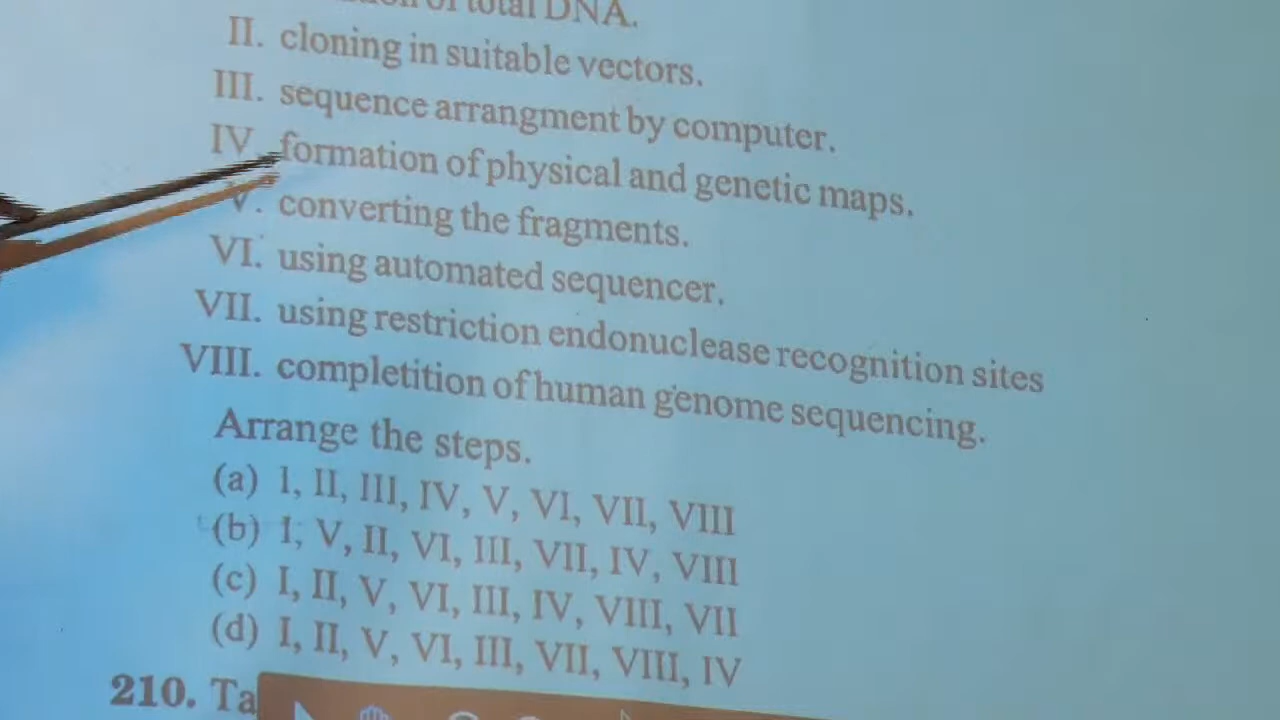 of total DNA.
II. cloning in suitable vectors.
III. sequence arrangment by computer.
IV. formation of physical and genetic maps.
V. converting the fragments.
VI. using automated sequencer.
VII. using restriction endonuclease recognition sites
VIII. completition of human genome sequencing.
Arrange the steps.
(a) I, II, III, IV, V, VI, VII, VIII
(b) I, V, II, VI, III, VII, IV, VIII
(c) I, II, V, VI, III, IV, VIII, VII
(d) I, II, V, VI, III, VII, VIII, IV
210. Ta